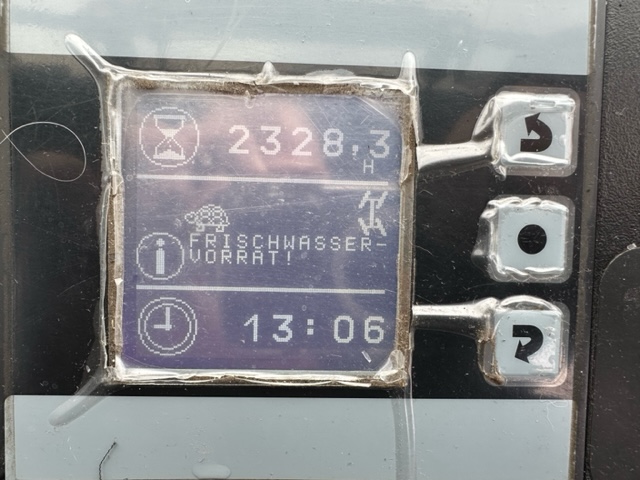 2328,3
H
FRISCHWASSER-
VORRAT!
13:06